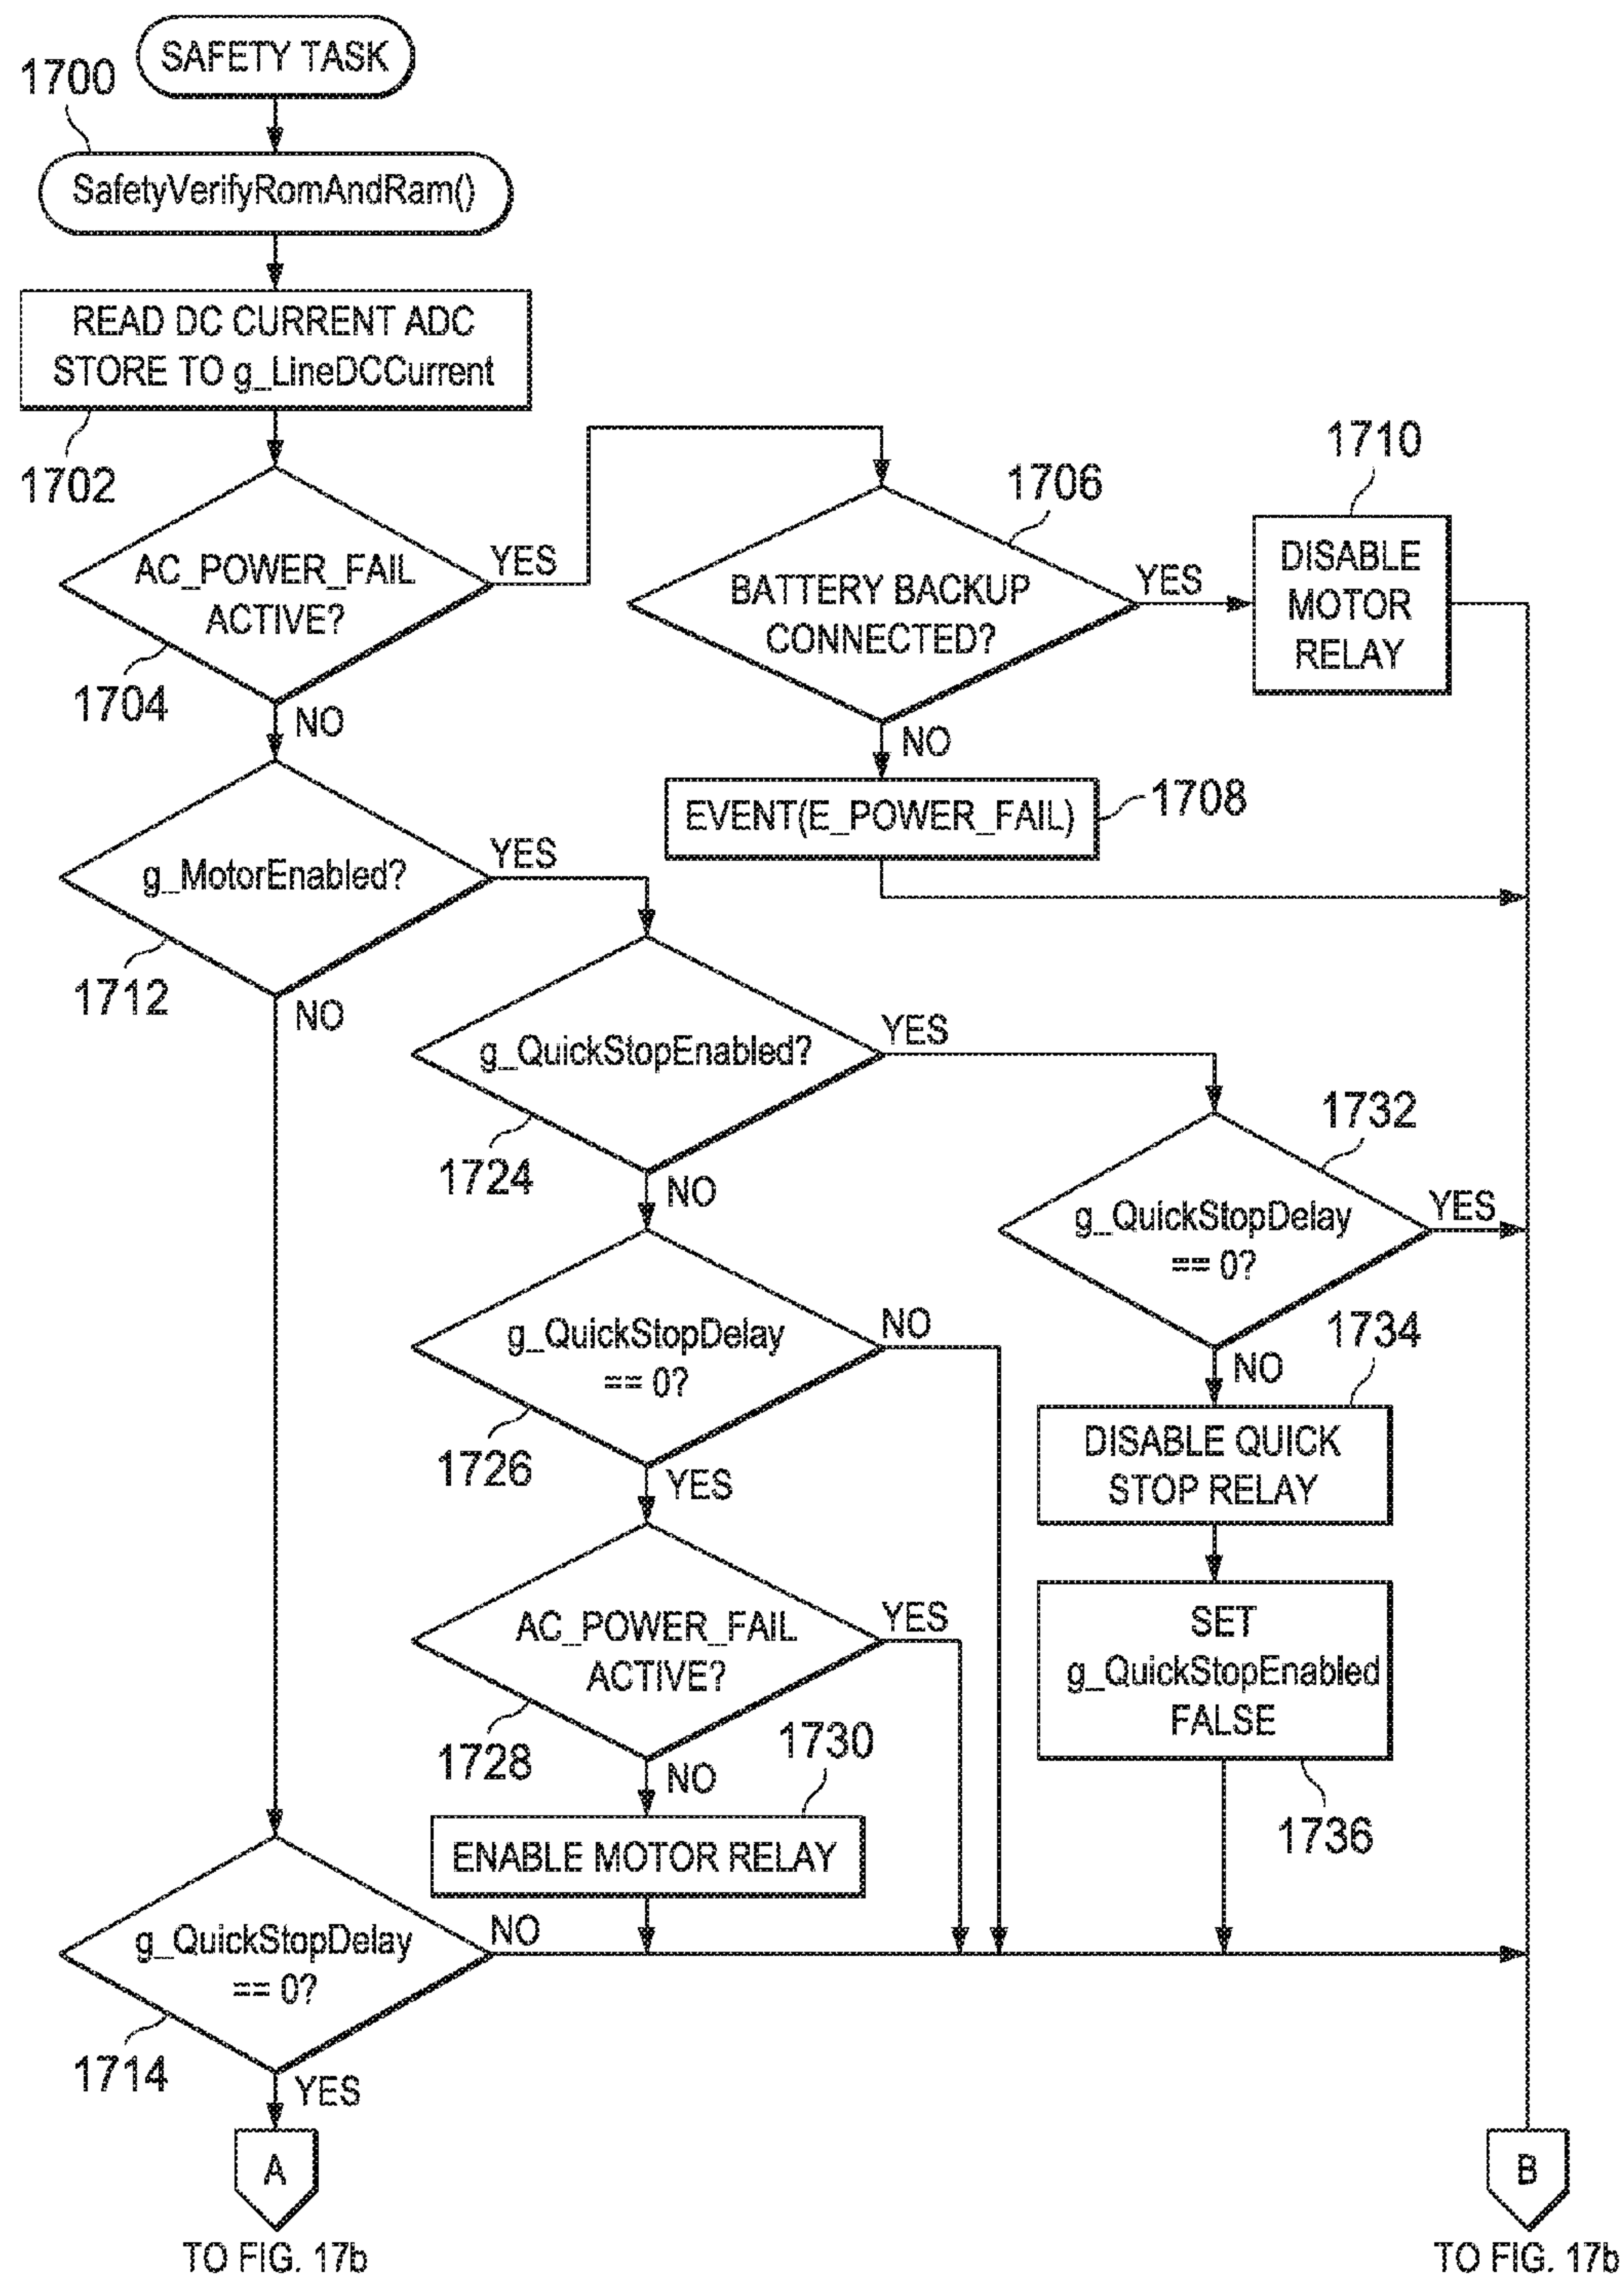 SAFETY TASK
1700
SafetyVerifyRomAndRam()
READ DC CURRENT ADC
STORE TO g_LineDCCurrent
1702
AC_POWER_FAIL
ACTIVE?
YES
1704
NO
BATTERY BACKUP
CONNECTED?
1706
YES
NO
1710
DISABLE
MOTOR
RELAY
EVENT(E_POWER_FAIL)
1708
g_MotorEnabled?
YES
1712
NO
g_QuickStopEnabled?
YES
1724
NO
1732
g_QuickStopDelay
== 0?
YES
NO
g_QuickStopDelay
== 0?
NO
1726
YES
1734
DISABLE QUICK
STOP RELAY
AC_POWER_FAIL
ACTIVE?
YES
1728
NO
SET
g_QuickStopEnabled
FALSE
1736
1730
ENABLE MOTOR RELAY
g_QuickStopDelay
== 0?
NO
1714
YES
A
TO FIG. 17b
B
TO FIG. 17b